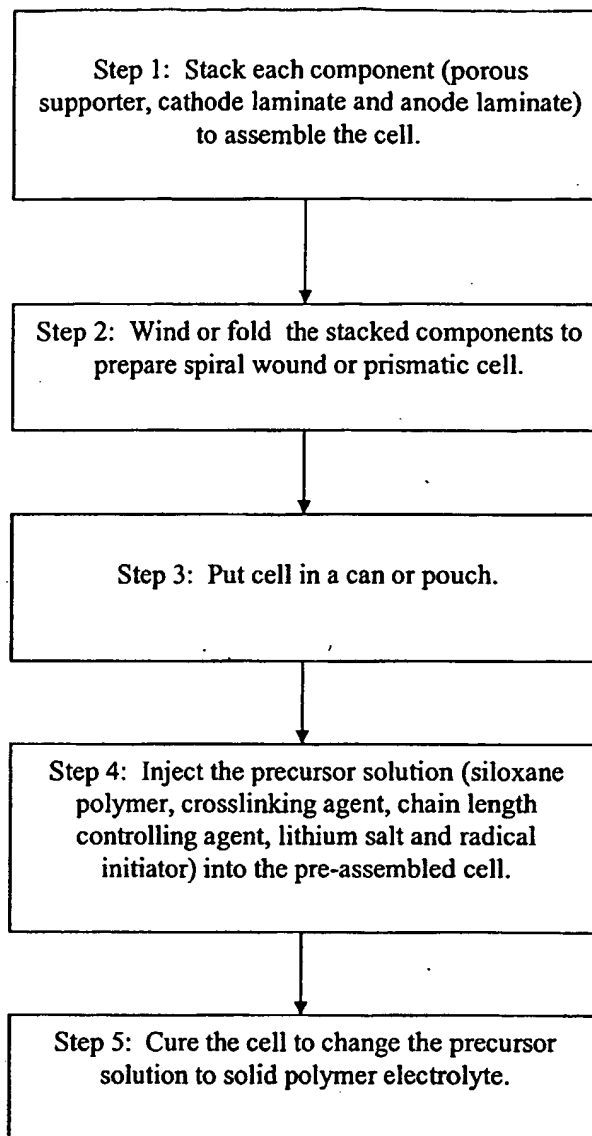 Step 1: Stack each component (porous
supporter, cathode laminate and anode laminate)
to assemble the cell.
Step 2: Wind or fold the stacked components to
prepare spiral wound or prismatic cell.
Step 3: Put cell in a can or pouch.
Step 4: Inject the precursor solution (siloxane
polymer, crosslinking agent, chain length
controlling agent, lithium salt and radical
initiator) into the pre-assembled cell.
Step 5: Cure the cell to change the precursor
solution to solid polymer electrolyte.